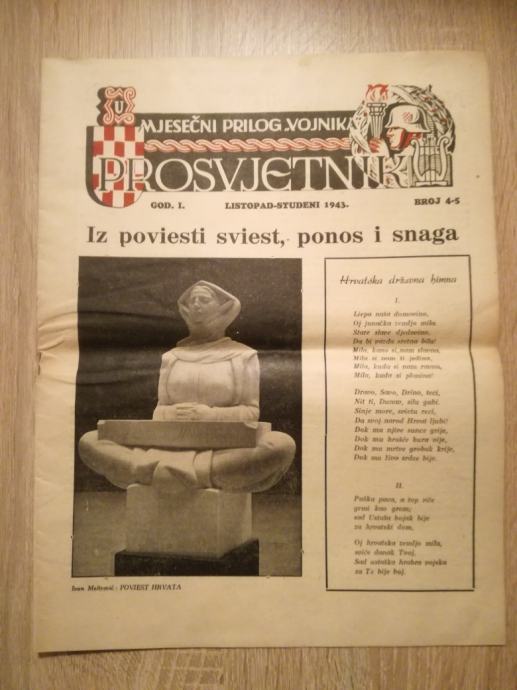 U
MJESEČNI PRILOG „VOJNIKA
PROSVJETNIK
GOD. I.
LISTOPAD-STUDENI 1943.
BROJ 4-5
Iz poviesti sviest, ponos i snaga
Hrvatska državna himna
I.
Liepa naša domovino,
Oj junačka zemljo mila
Stare slave djedovino,
Da bi vazda sretna bila!
Mila, kano si nam slavna,
Mila si nam ti jedina,
Mila, kuda si nam ravna,
Mila, kuda si planina!
Dravo, Savo, Drino, teci,
Nit ti, Dunav, silu gubi.
Sinje more, svietu reci,
Da svoj narod Hrvat ljubi!
Dok mu njive sunce grije,
Dok mu hrašće bura vije,
Dok mu mrtve grobak krije,
Dok mu živo srdce bije.
II.
Puška puca, a top riče
grmi kao grom;
sad Ustaša bojak bije
za hrvatski dom,
Oj hrvatska zemljo mila,
sviće danak Tvoj.
Sad ustaška hrabra vojska
za Te bije boj.
Ivan Meštrović: POVIEST HRVATA